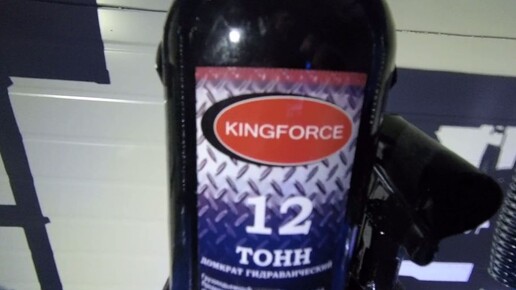 KINGFORCE
12
ТОНН
ДОМКРАТ ГИДРАВЛИЧЕСКИЙ